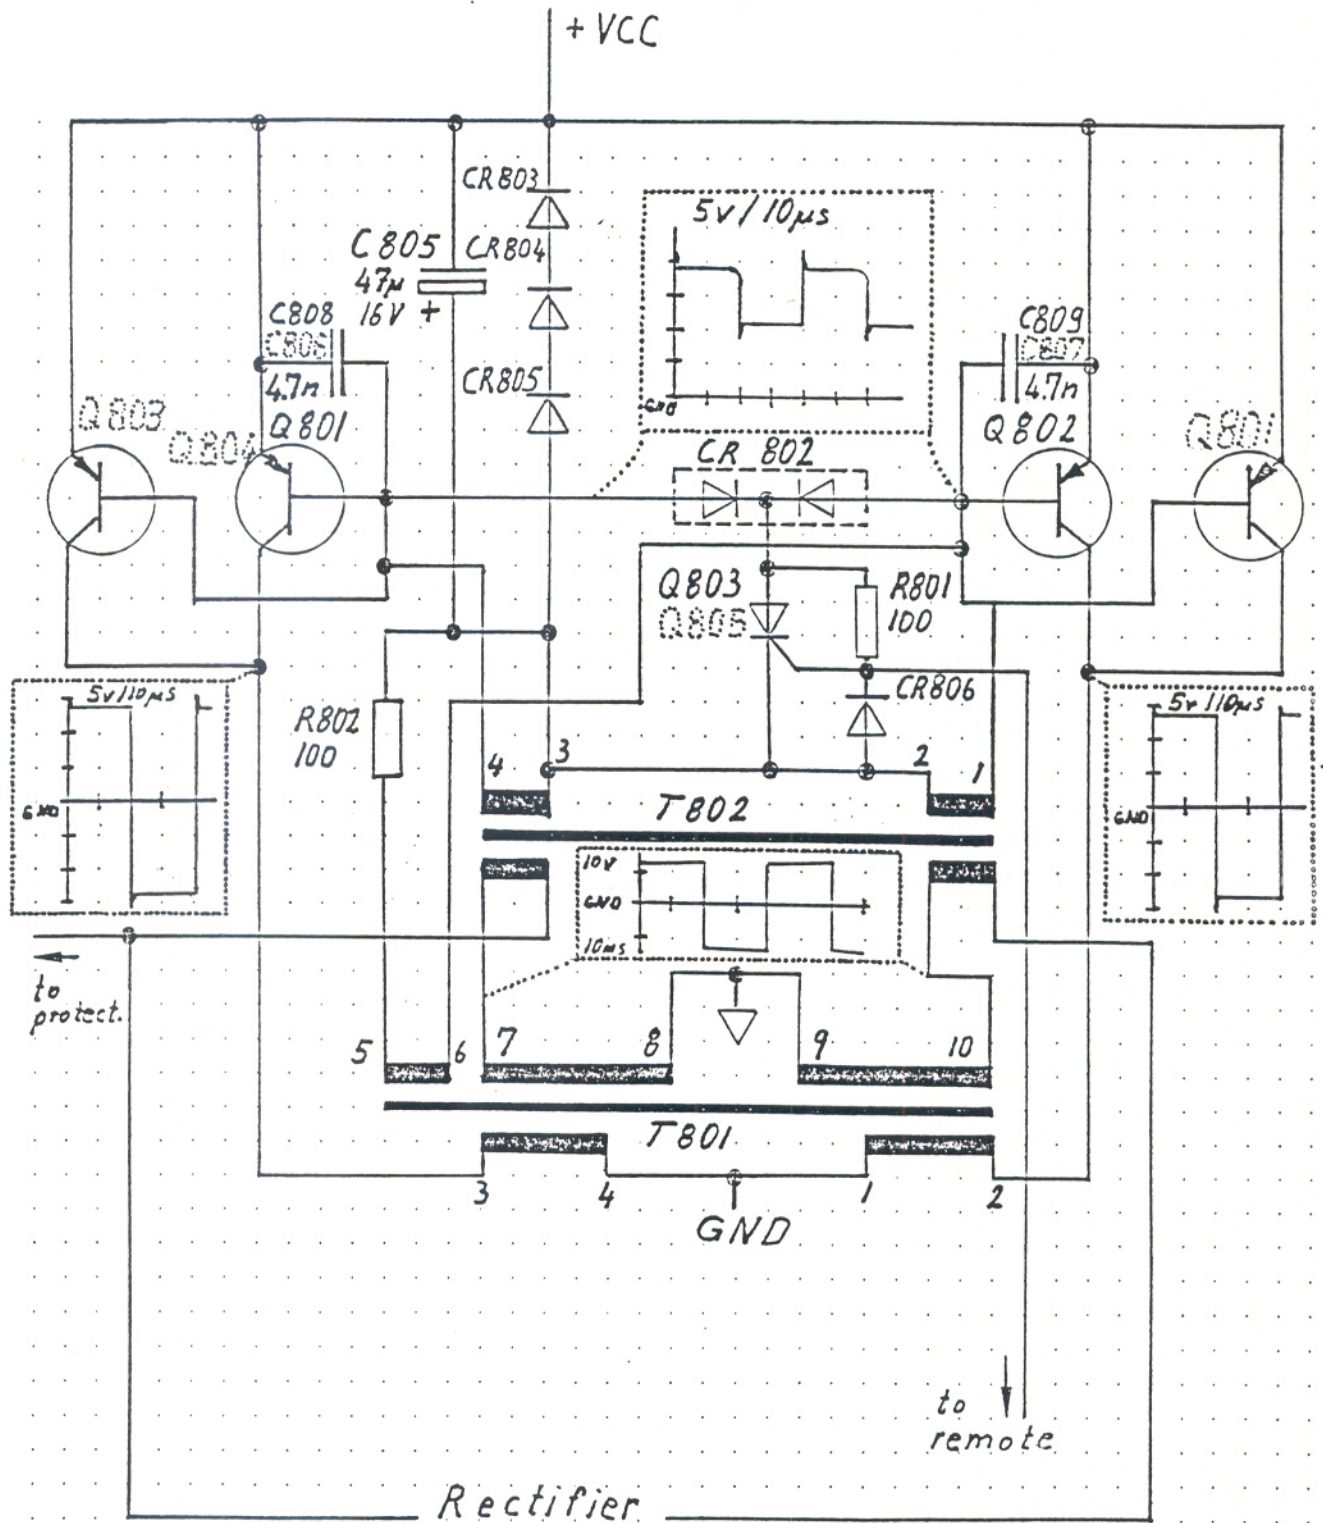 + VCC
CR803
5v/10µs
C805
CR804
47µ
16V +
C808
C806
4.7n
C809
C807
4.7n
CR805
GND
Q803
Q804
Q801
Q802
Q801
CR 802
Q803
Q805
R801
100
5v/10µs
GND
R802
100
CR806
5v/10µs
GND
4
3
2
1
T802
10v
GND
10µs
to
protect.
5
6
7
8
9
10
T801
3
4
1
2
GND
to
remote
Rectifier